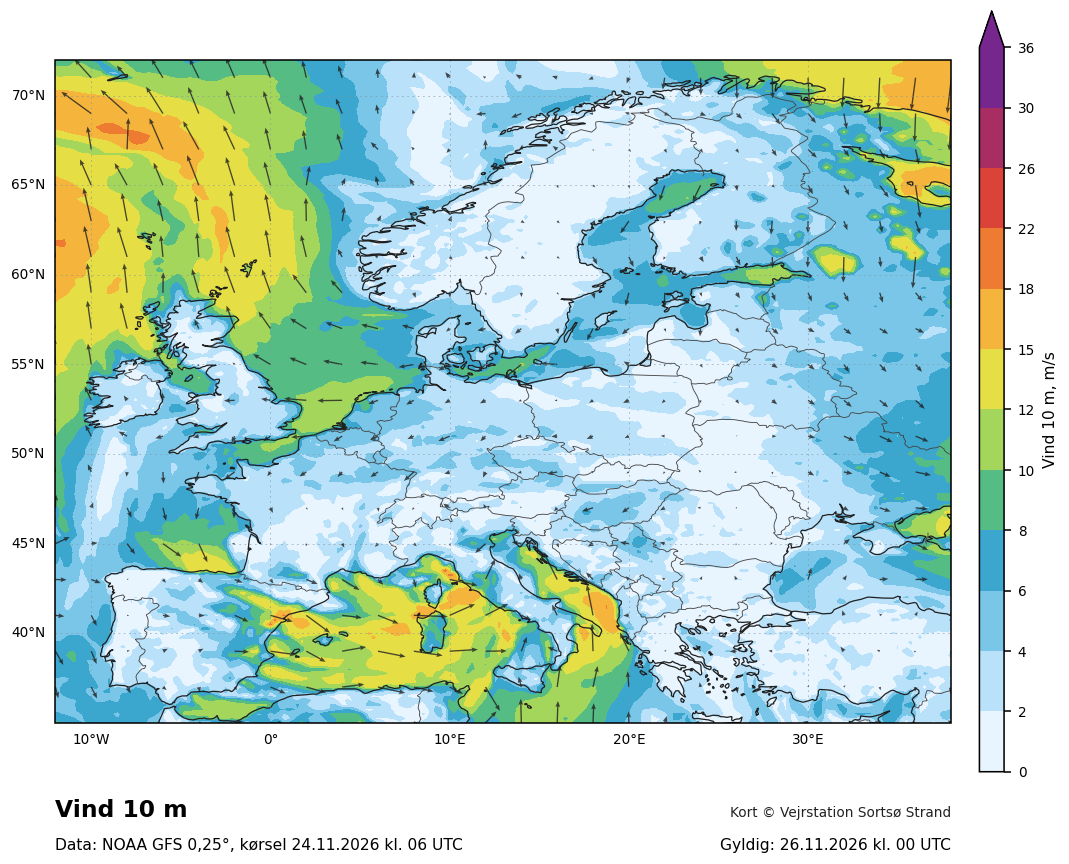 70°N
65°N
60°N
55°N
50°N
45°N
40°N
10°W
0°
10°E
20°E
30°E
36
30
26
22
18
15
12
10
8
6
4
2
0
Vind 10 m, m/s
Vind 10 m
Kort © Vejrstation Sortsø Strand
Data: NOAA GFS 0,25°, kørsel 24.11.2026 kl. 06 UTC
Gyldig: 26.11.2026 kl. 00 UTC